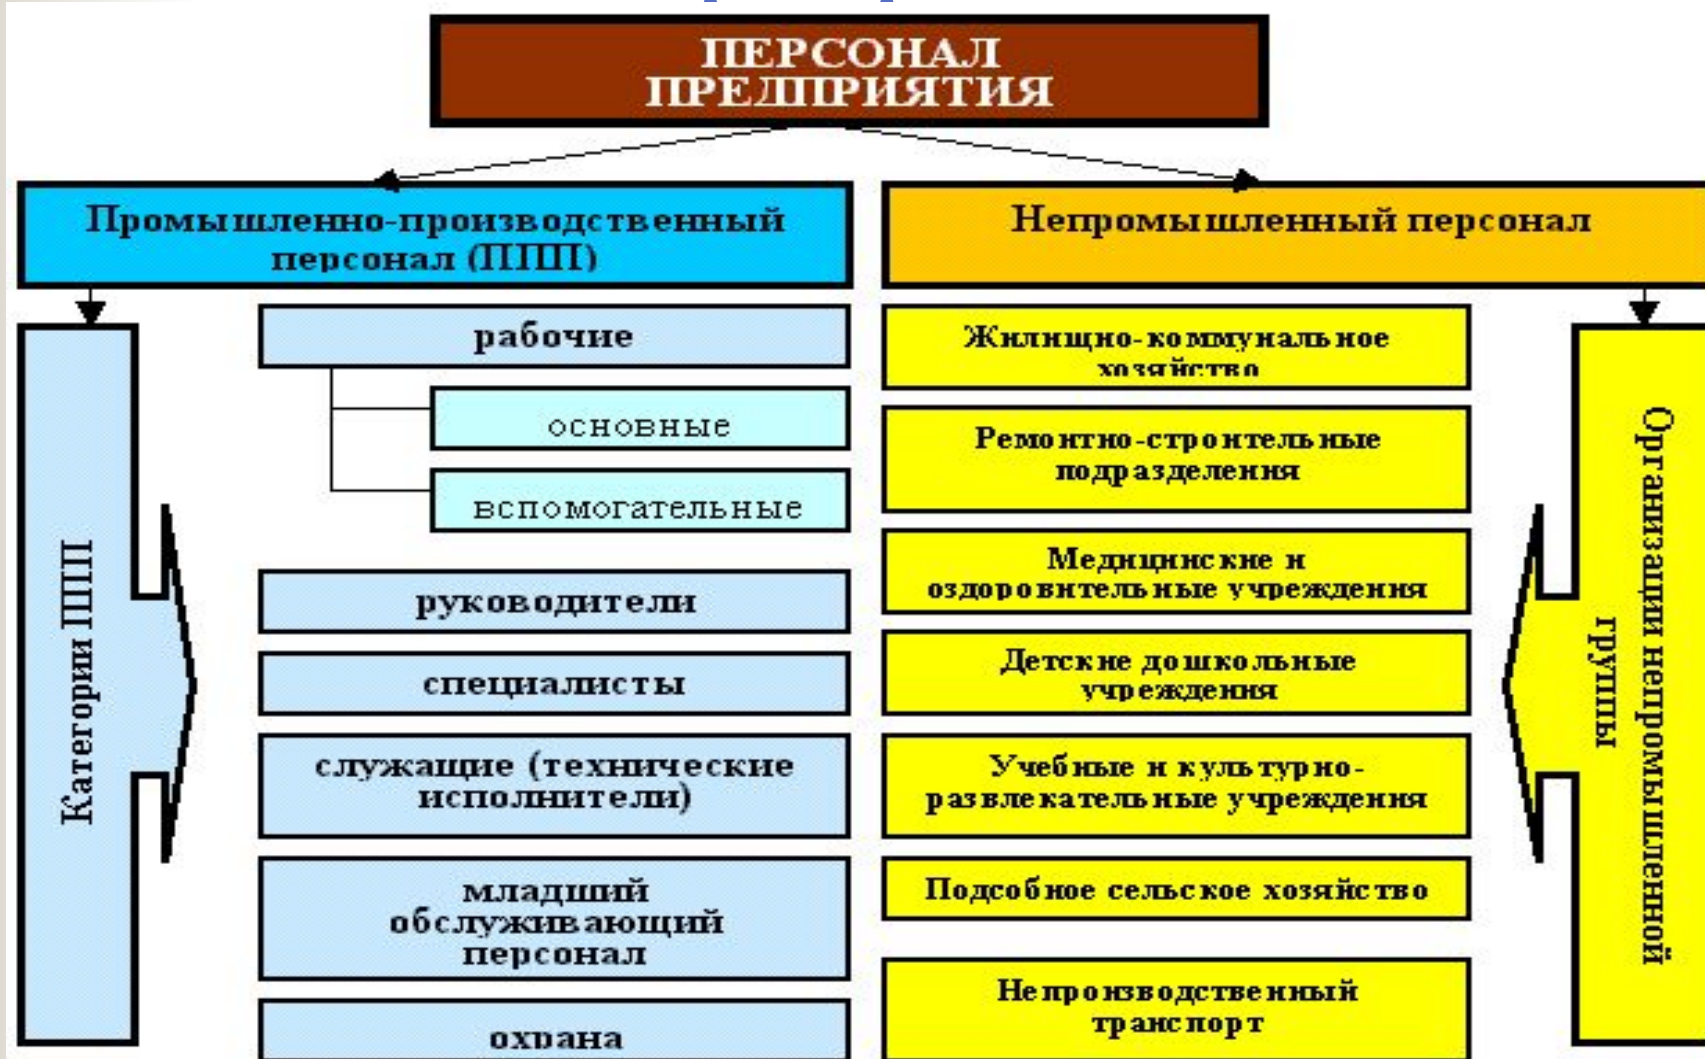 ПЕРСОНАЛ
ПРЕДПРИЯТИЯ
Промышленно-производственный
персонал (ППП)
Непромышленный персонал
Категории ППП
рабочие
основные
вспомогательные
руководители
специалисты
служащие (технические
исполнители)
младший
обслуживающий
персонал
охрана
Жилищно-коммунальное
хозяйство
Ремонтно-строительные
подразделения
Медицинские и
оздоровительные учреждения
Детские дошкольные
учреждения
Учебные и культурно-
развлекательные учреждения
Подсобное сельское хозяйство
Непроизводственный
транспорт
Организации непромышленной
группы